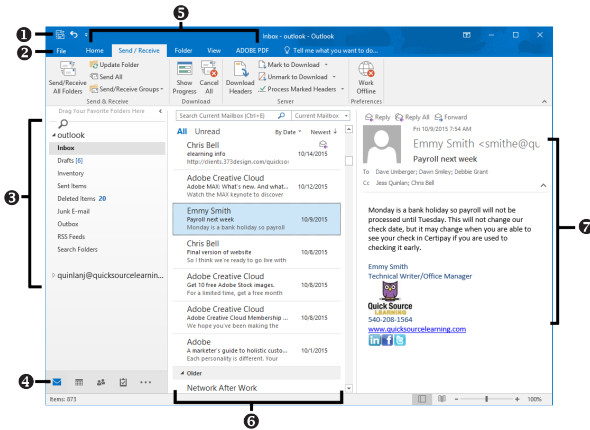 ❺
❶ Inbox - outlook - Outlook
❷ File Home Send / Receive Folder View ADOBE PDF Tell me what you want to do...
Send/Receive All Folders
Update Folder
Send All
Send/Receive Groups
Send & Receive
Show Progress
Cancel All
Download
Download Headers
Mark to Download
Unmark to Download
Process Marked Headers
Server
Work Offline
Preferences
❸
Drag Your Favorite Folders Here
outlook
Inbox
Drafts [6]
Inventory
Sent Items
Deleted Items 20
Junk E-mail
Outbox
RSS Feeds
Search Folders
quinlanj@quicksourcelearnin...
❹
Items: 873
Search Current Mailbox (Ctrl+E) Current Mailbox
All Unread By Date Newest
Chris Bell
elearning info 10/14/2015
http://clients.373design.com/quickso
Adobe Creative Cloud
Adobe MAX: What's new. And what... 10/12/2015
Watch the MAX keynote to discover
Emmy Smith
Payroll next week 10/9/2015
Monday is a bank holiday so payroll
Chris Bell
Final version of website 10/8/2015
So I think we're ready to go live with
Adobe Creative Cloud
Get 10 free Adobe Stock images. 10/8/2015
For a limited time, get a free month
Adobe Creative Cloud
Adobe Creative Cloud Membership ... 10/8/2015
We hope you've been making the
Adobe
A marketer's guide to holistic custo... 10/1/2015
Each personality is different. Your
Older
Network After Work
❻
Reply Reply All Forward
Fri 10/9/2015 7:54 AM
Emmy Smith <smithe@qu
Payroll next week
To Dave Umberger; Dawn Smiley; Debbie Grant
Cc Jess Quinlan; Chris Bell
❼
Monday is a bank holiday so payroll will not be
processed until Tuesday. This will not change our
check date, but it may change when you are able to
see your check in Certipay if you are used to
checking it early.
Emmy Smith
Technical Writer/Office Manager
Quick Source
LEARNING
540-208-1564
www.quicksourcelearning.com
in f
100%